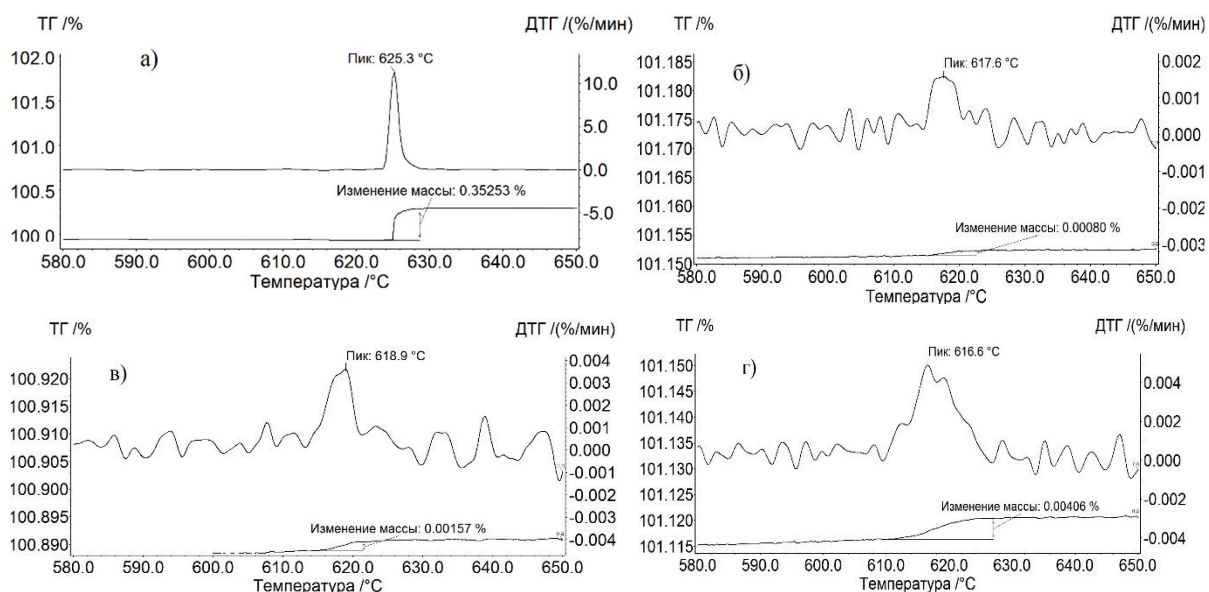 ТГ /%
ДТГ /(%/мин)
а)
Пик: 625.3 °C
102.0
101.5
101.0
100.5
100.0
10.0
5.0
0.0
-5.0
Изменение массы: 0.35253 %
580.0 590.0 600.0 610.0 620.0 630.0 640.0 650.0
Температура /°C
ТГ /%
ДТГ /(%/мин)
б)
Пик: 617.6 °C
101.185
101.180
101.175
101.170
101.165
101.160
101.155
101.150
0.002
0.001
0.000
-0.001
-0.002
-0.003
Изменение массы: 0.00080 %
580.0 590.0 600.0 610.0 620.0 630.0 640.0 650.0
Температура /°C
ТГ /%
ДТГ /(%/мин)
в)
Пик: 618.9 °C
100.920
100.915
100.910
100.905
100.900
100.895
100.890
0.004
0.003
0.002
0.001
0.000
-0.001
-0.002
-0.003
-0.004
Изменение массы: 0.00157 %
580.0 590.0 600.0 610.0 620.0 630.0 640.0 650.0
Температура /°C
ТГ /%
ДТГ /(%/мин)
г)
Пик: 616.6 °C
101.150
101.145
101.140
101.135
101.130
101.125
101.120
101.115
0.004
0.002
0.000
-0.002
-0.004
Изменение массы: 0.00406 %
580.0 590.0 600.0 610.0 620.0 630.0 640.0 650.0
Температура /°C